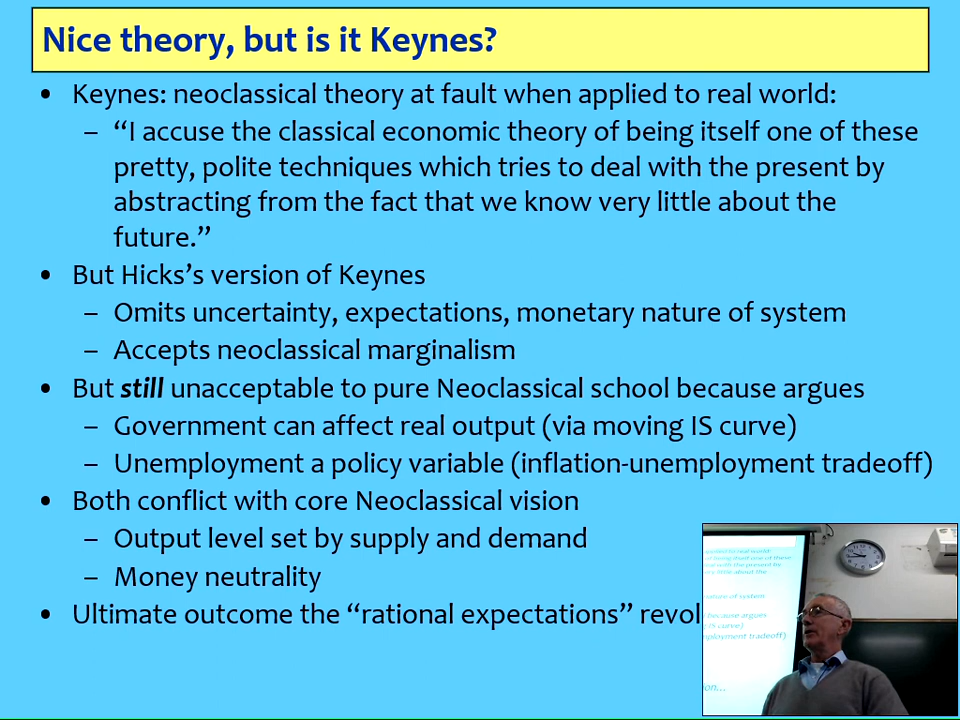 Nice theory, but is it Keynes?
• Keynes: neoclassical theory at fault when applied to real world:
– “I accuse the classical economic theory of being itself one of these
pretty, polite techniques which tries to deal with the present by
abstracting from the fact that we know very little about the
future.”
• But Hicks’s version of Keynes
– Omits uncertainty, expectations, monetary nature of system
– Accepts neoclassical marginalism
• But still unacceptable to pure Neoclassical school because argues
– Government can affect real output (via moving IS curve)
– Unemployment a policy variable (inflation-unemployment tradeoff)
• Both conflict with core Neoclassical vision
– Output level set by supply and demand
– Money neutrality
• Ultimate outcome the “rational expectations” revol